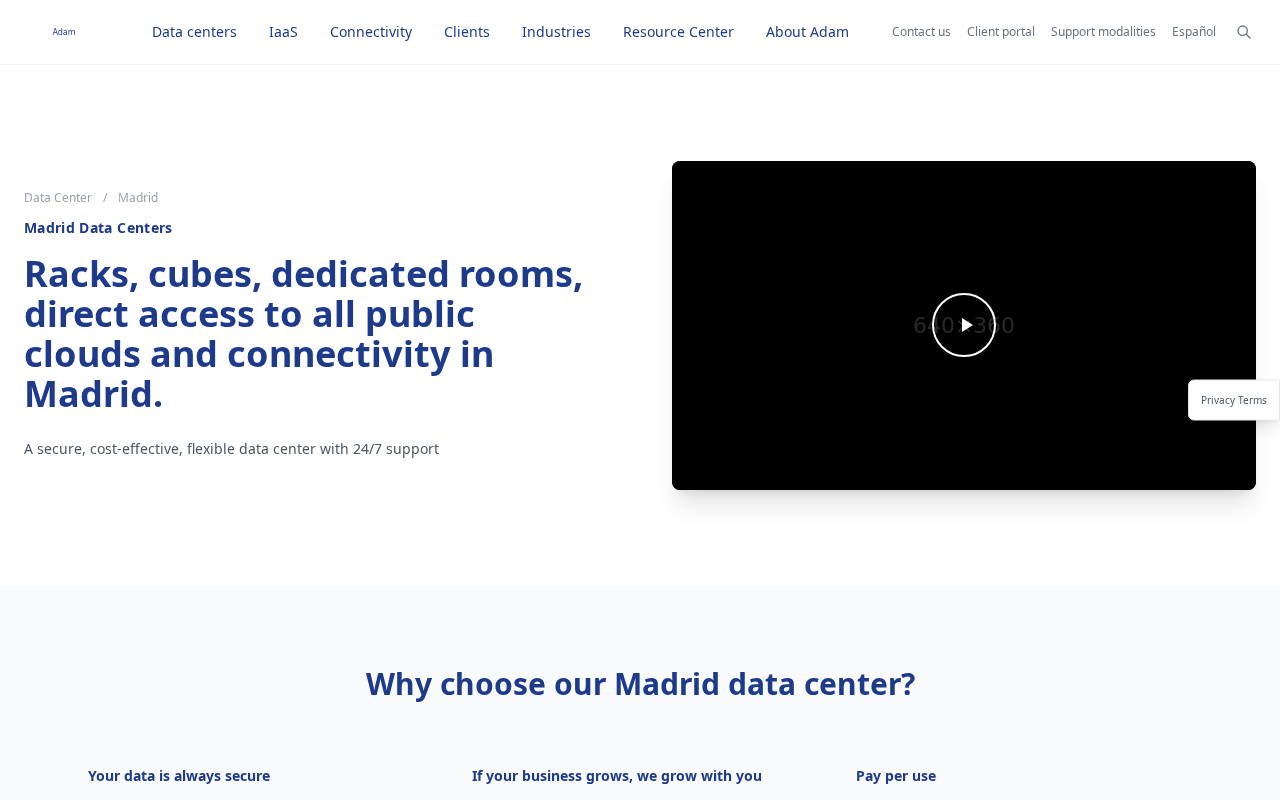 Adam
Data centers
IaaS
Connectivity
Clients
Industries
Resource Center
About Adam
Contact us
Client portal
Support modalities
Español
Data Center / Madrid
Madrid Data Centers
Racks, cubes, dedicated rooms,
direct access to all public
clouds and connectivity in
Madrid.
A secure, cost-effective, flexible data center with 24/7 support
640×360
Privacy Terms
Why choose our Madrid data center?
Your data is always secure
If your business grows, we grow with you
Pay per use